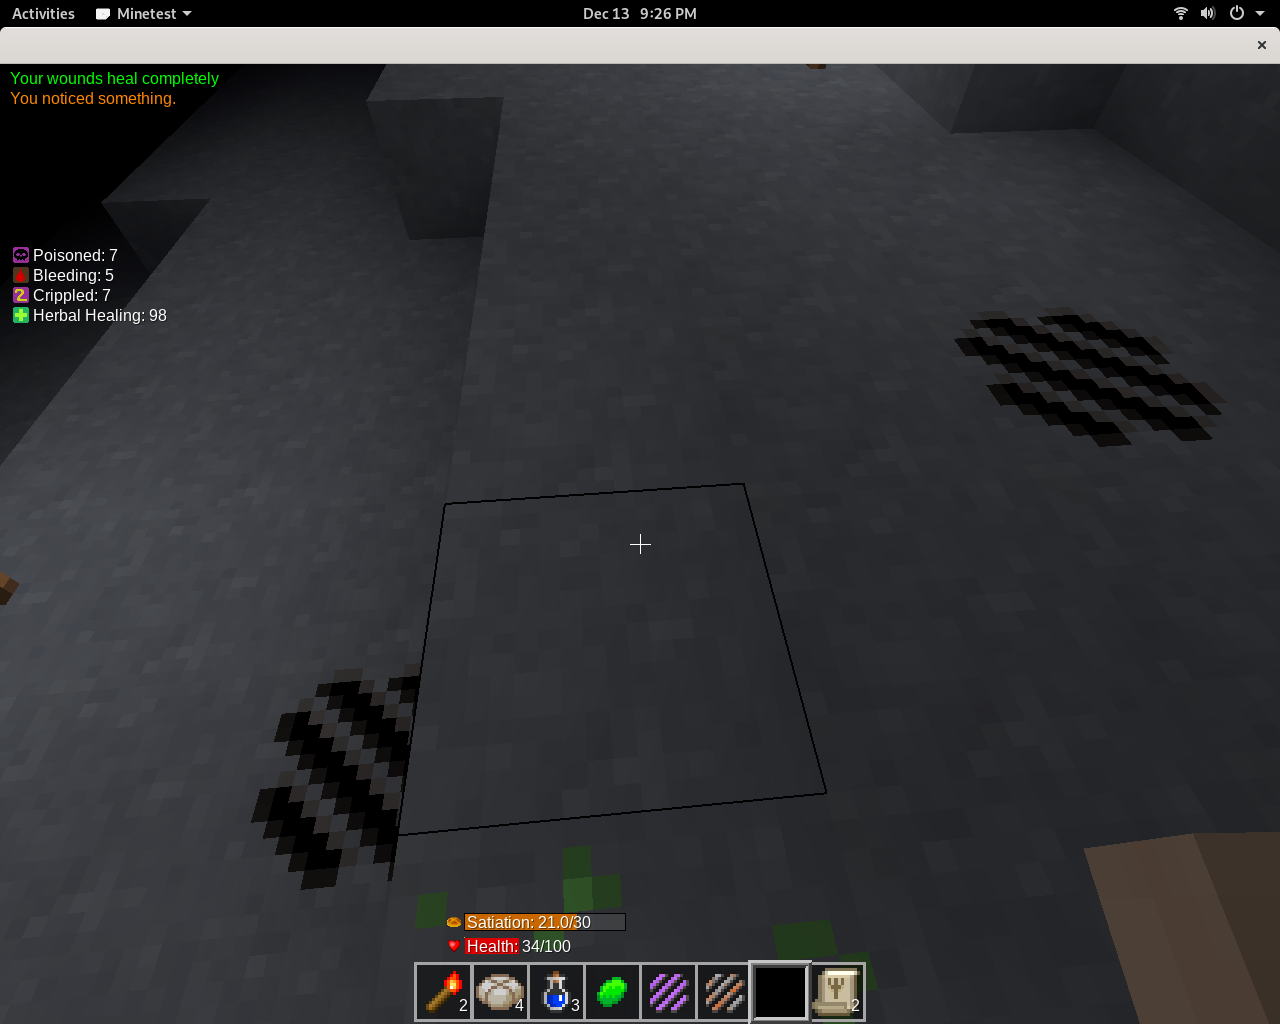 Activities Minetest Dec 13 9:26 PM
Your wounds heal completely
You noticed something.
Poisoned: 7
Bleeding: 5
Crippled: 7
Herbal Healing: 98
Satiation: 21.0/30
Health: 34/100
2 4 3 2